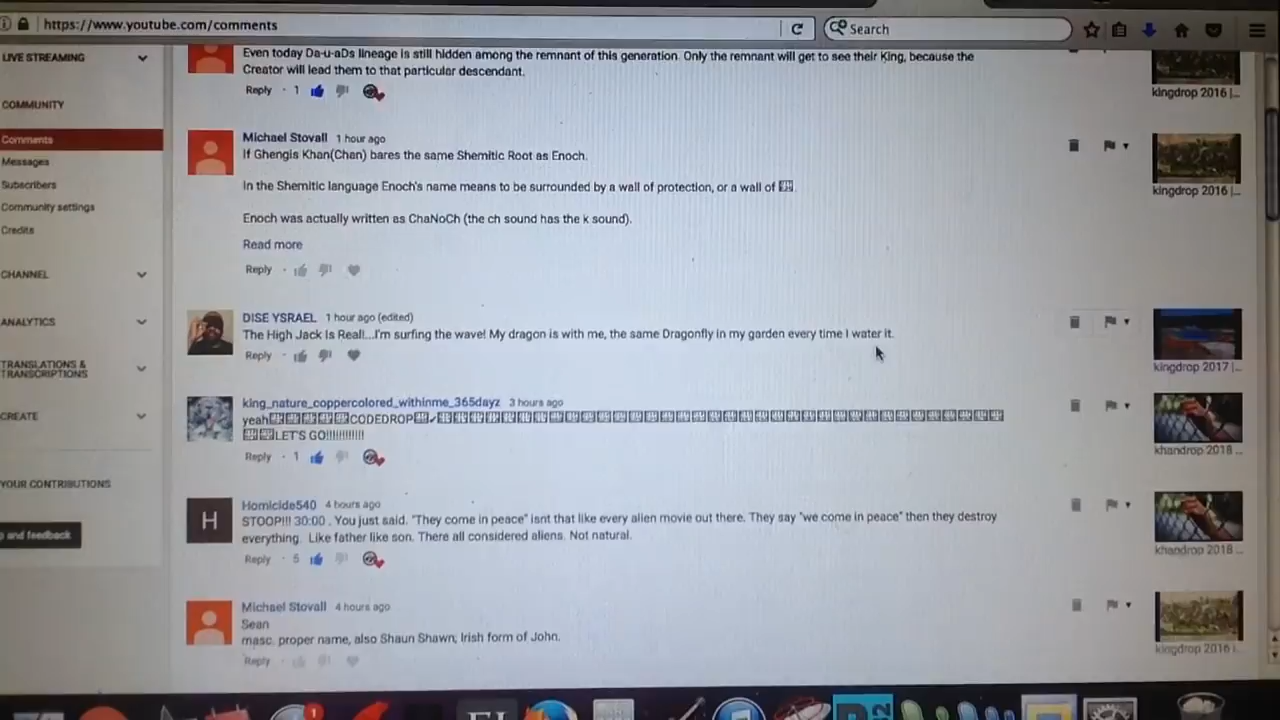 https://www.youtube.com/comments
Search
LIVE STREAMING
COMMUNITY
Comments
Messages
Subscribers
Community settings
Credits
CHANNEL
ANALYTICS
TRANSLATIONS &
TRANSCRIPTIONS
CREATE
YOUR CONTRIBUTIONS
and feedback
Even today Da-u-aDs lineage is still hidden among the remnant of this generation. Only the remnant will get to see their King, because the
Creator will lead them to that particular descendant.
Reply · 1
kingdrop 2016 |...
Michael Stovall 1 hour ago
If Ghengis Khan(Chan) bares the same Shemitic Root as Enoch.
In the Shemitic language Enoch's name means to be surrounded by a wall of protection, or a wall of
Enoch was actually written as ChaNoCh (the ch sound has the k sound).
Read more
Reply ·
kingdrop 2016 |...
DISE YSRAEL 1 hour ago (edited)
The High Jack Is Real!...I'm surfing the wave! My dragon is with me, the same Dragonfly in my garden every time I water it.
Reply ·
kingdrop 2017 |...
king_nature_coppercolored_withinme_365dayz 3 hours ago
yeah CODEDROP ✓
LET'S GO!!!!!!!!!!!!
Reply · 1
khandrop 2018 ...
Homicide540 4 hours ago
STOOP!!! 30:00 . You just said. "They come in peace" isnt that like every alien movie out there. They say "we come in peace" then they destroy
everything. Like father like son. There all considered aliens. Not natural.
Reply · 5
khandrop 2018 ...
Michael Stovall 4 hours ago
Sean
masc. proper name, also Shaun Shawn; Irish form of John.
Reply ·
kingdrop 2016 |...
H
1